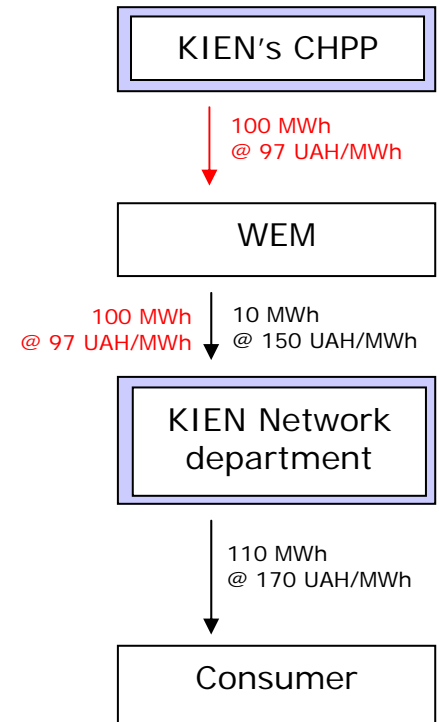 KIEN's CHPP
100 MWh
@ 97 UAH/MWh
WEM
100 MWh
@ 97 UAH/MWh
10 MWh
@ 150 UAH/MWh
KIEN Network
department
110 MWh
@ 170 UAH/MWh
Consumer